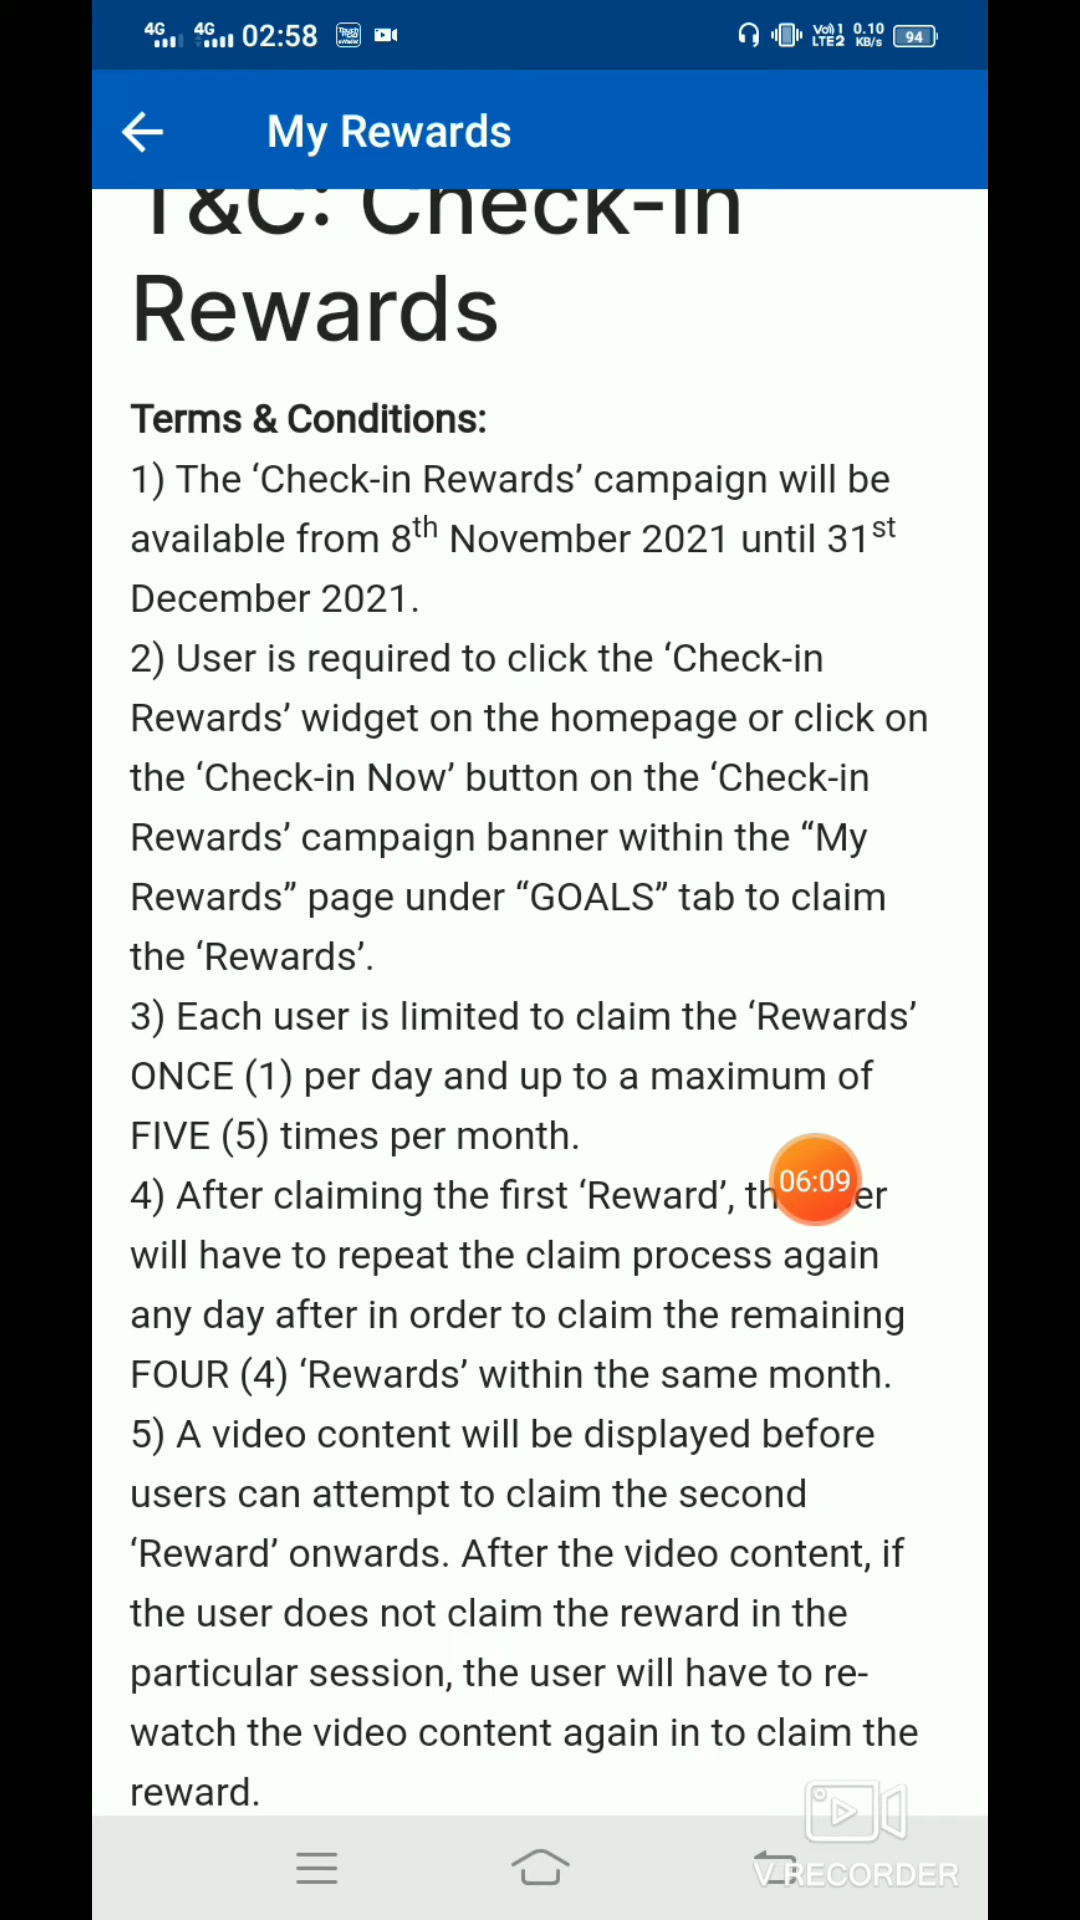 4G 4G 02:58 Vo) 1 0.10
LTE2 KB/s 94
My Rewards
T&C: Check-in
Rewards
Terms & Conditions:
1) The ‘Check-in Rewards’ campaign will be
available from 8th November 2021 until 31st
December 2021.
2) User is required to click the ‘Check-in
Rewards’ widget on the homepage or click on
the ‘Check-in Now’ button on the ‘Check-in
Rewards’ campaign banner within the “My
Rewards” page under “GOALS” tab to claim
the ‘Rewards’.
3) Each user is limited to claim the ‘Rewards’
ONCE (1) per day and up to a maximum of
FIVE (5) times per month.
06:09
4) After claiming the first ‘Reward’,
will have to repeat the claim process again
any day after in order to claim the remaining
FOUR (4) ‘Rewards’ within the same month.
5) A video content will be displayed before
users can attempt to claim the second
‘Reward’ onwards. After the video content, if
the user does not claim the reward in the
particular session, the user will have to re-
watch the video content again in to claim the
reward.
V RECORDER